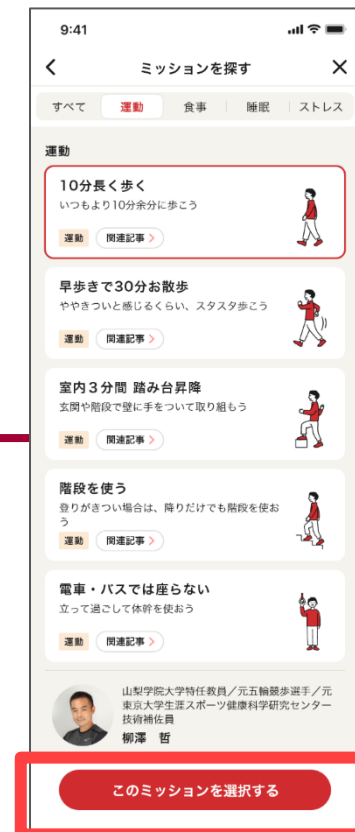 9:41
ミッションを探す
すべて 運動 食事 睡眠 ストレス
運動
10分長く歩く
いつもより10分余分に歩こう
運動 関連記事
早歩きで30分お散歩
ややきついと感じるくらい、スタスタ歩こう
運動 関連記事
室内3分間 踏み台昇降
玄関や階段で壁に手をついて取り組もう
運動 関連記事
階段を使う
登りがきつい場合は、降りだけでも階段を使お
う
運動 関連記事
電車・バスでは座らない
立って過ごして体幹を使おう
運動 関連記事
山梨学院大学特任教員／元五輪競歩選手／元
東京大学生涯スポーツ健康科学研究センター
技術補佐員
柳澤 哲
このミッションを選択する